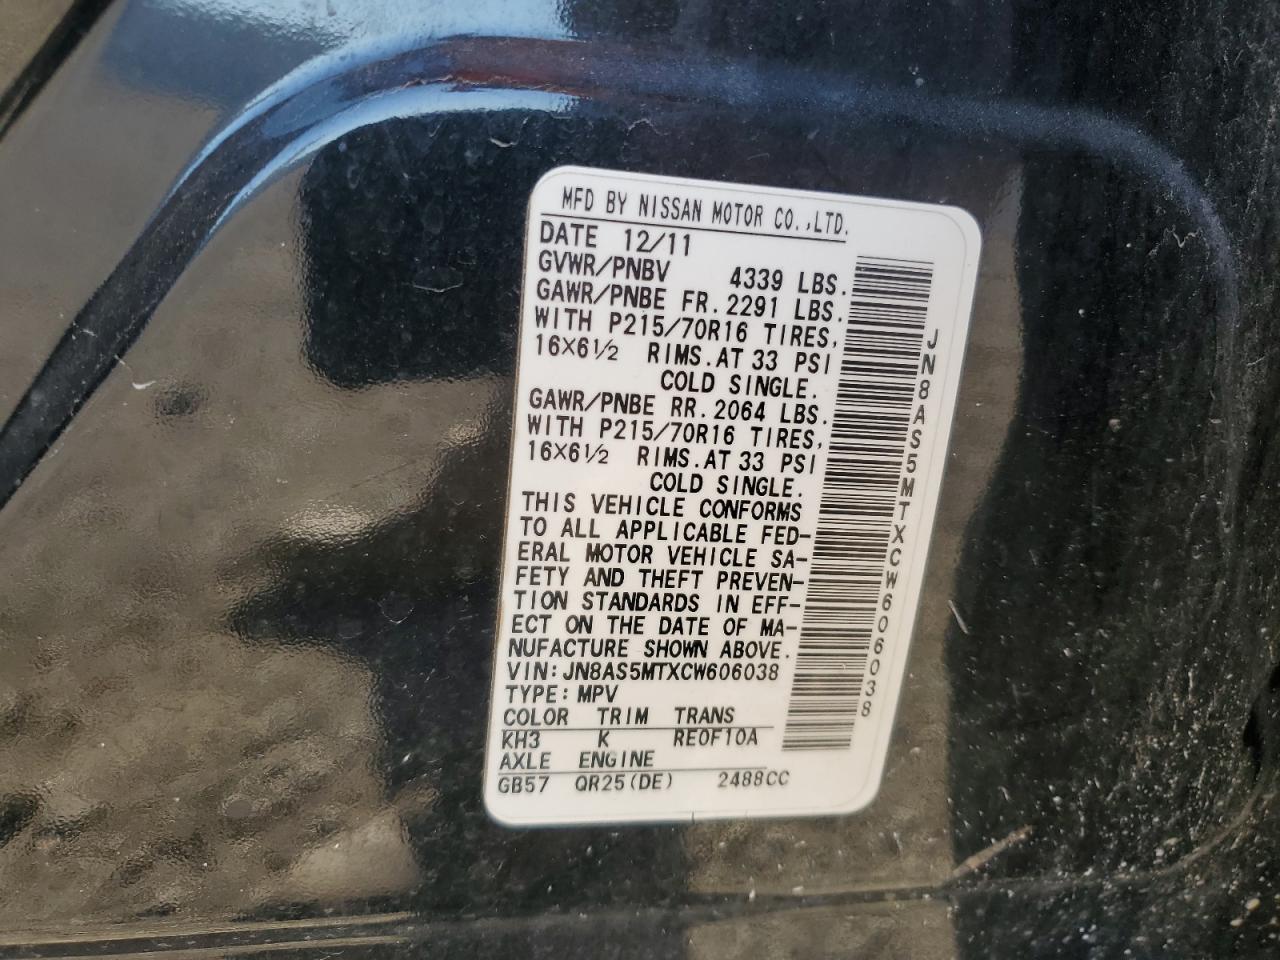 MFD BY NISSAN MOTOR CO.,LTD.
DATE 12/11
GVWR/PNBV 4339 LBS.
GAWR/PNBE FR.2291 LBS.
WITH P215/70R16 TIRES,
16X6½ RIMS.AT 33 PSI
COLD SINGLE.
GAWR/PNBE RR.2064 LBS.
WITH P215/70R16 TIRES,
16X6½ RIMS.AT 33 PSI
COLD SINGLE.
THIS VEHICLE CONFORMS
TO ALL APPLICABLE FED-
ERAL MOTOR VEHICLE SA-
FETY AND THEFT PREVEN-
TION STANDARDS IN EFF-
ECT ON THE DATE OF MA-
NUFACTURE SHOWN ABOVE.
VIN:JN8AS5MTXCW606038
TYPE:MPV
COLOR TRIM TRANS
KH3 K RE0F10A
AXLE ENGINE
GB57 QR25(DE) 2488CC
JN8AS5MTXCW606038